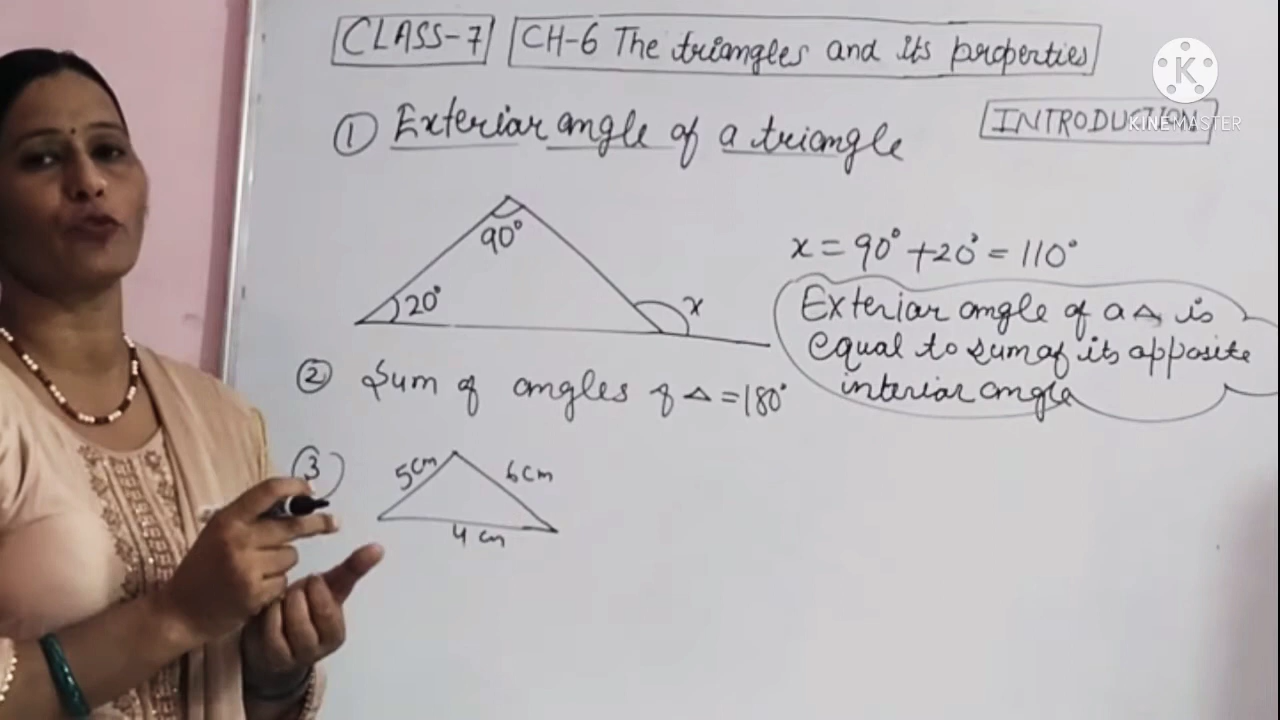 CLASS-7
CH-6 The triangles and its properties
K
KINEMASTER
INTRODUCTION
① Exterior angle of a triangle
90°
20°
x
x = 90° + 20° = 110°
Exterior angle of a △ is
equal to sum of its opposite
interior angle
② Sum of angles of △ = 180°
③
5cm
6cm
4 cm